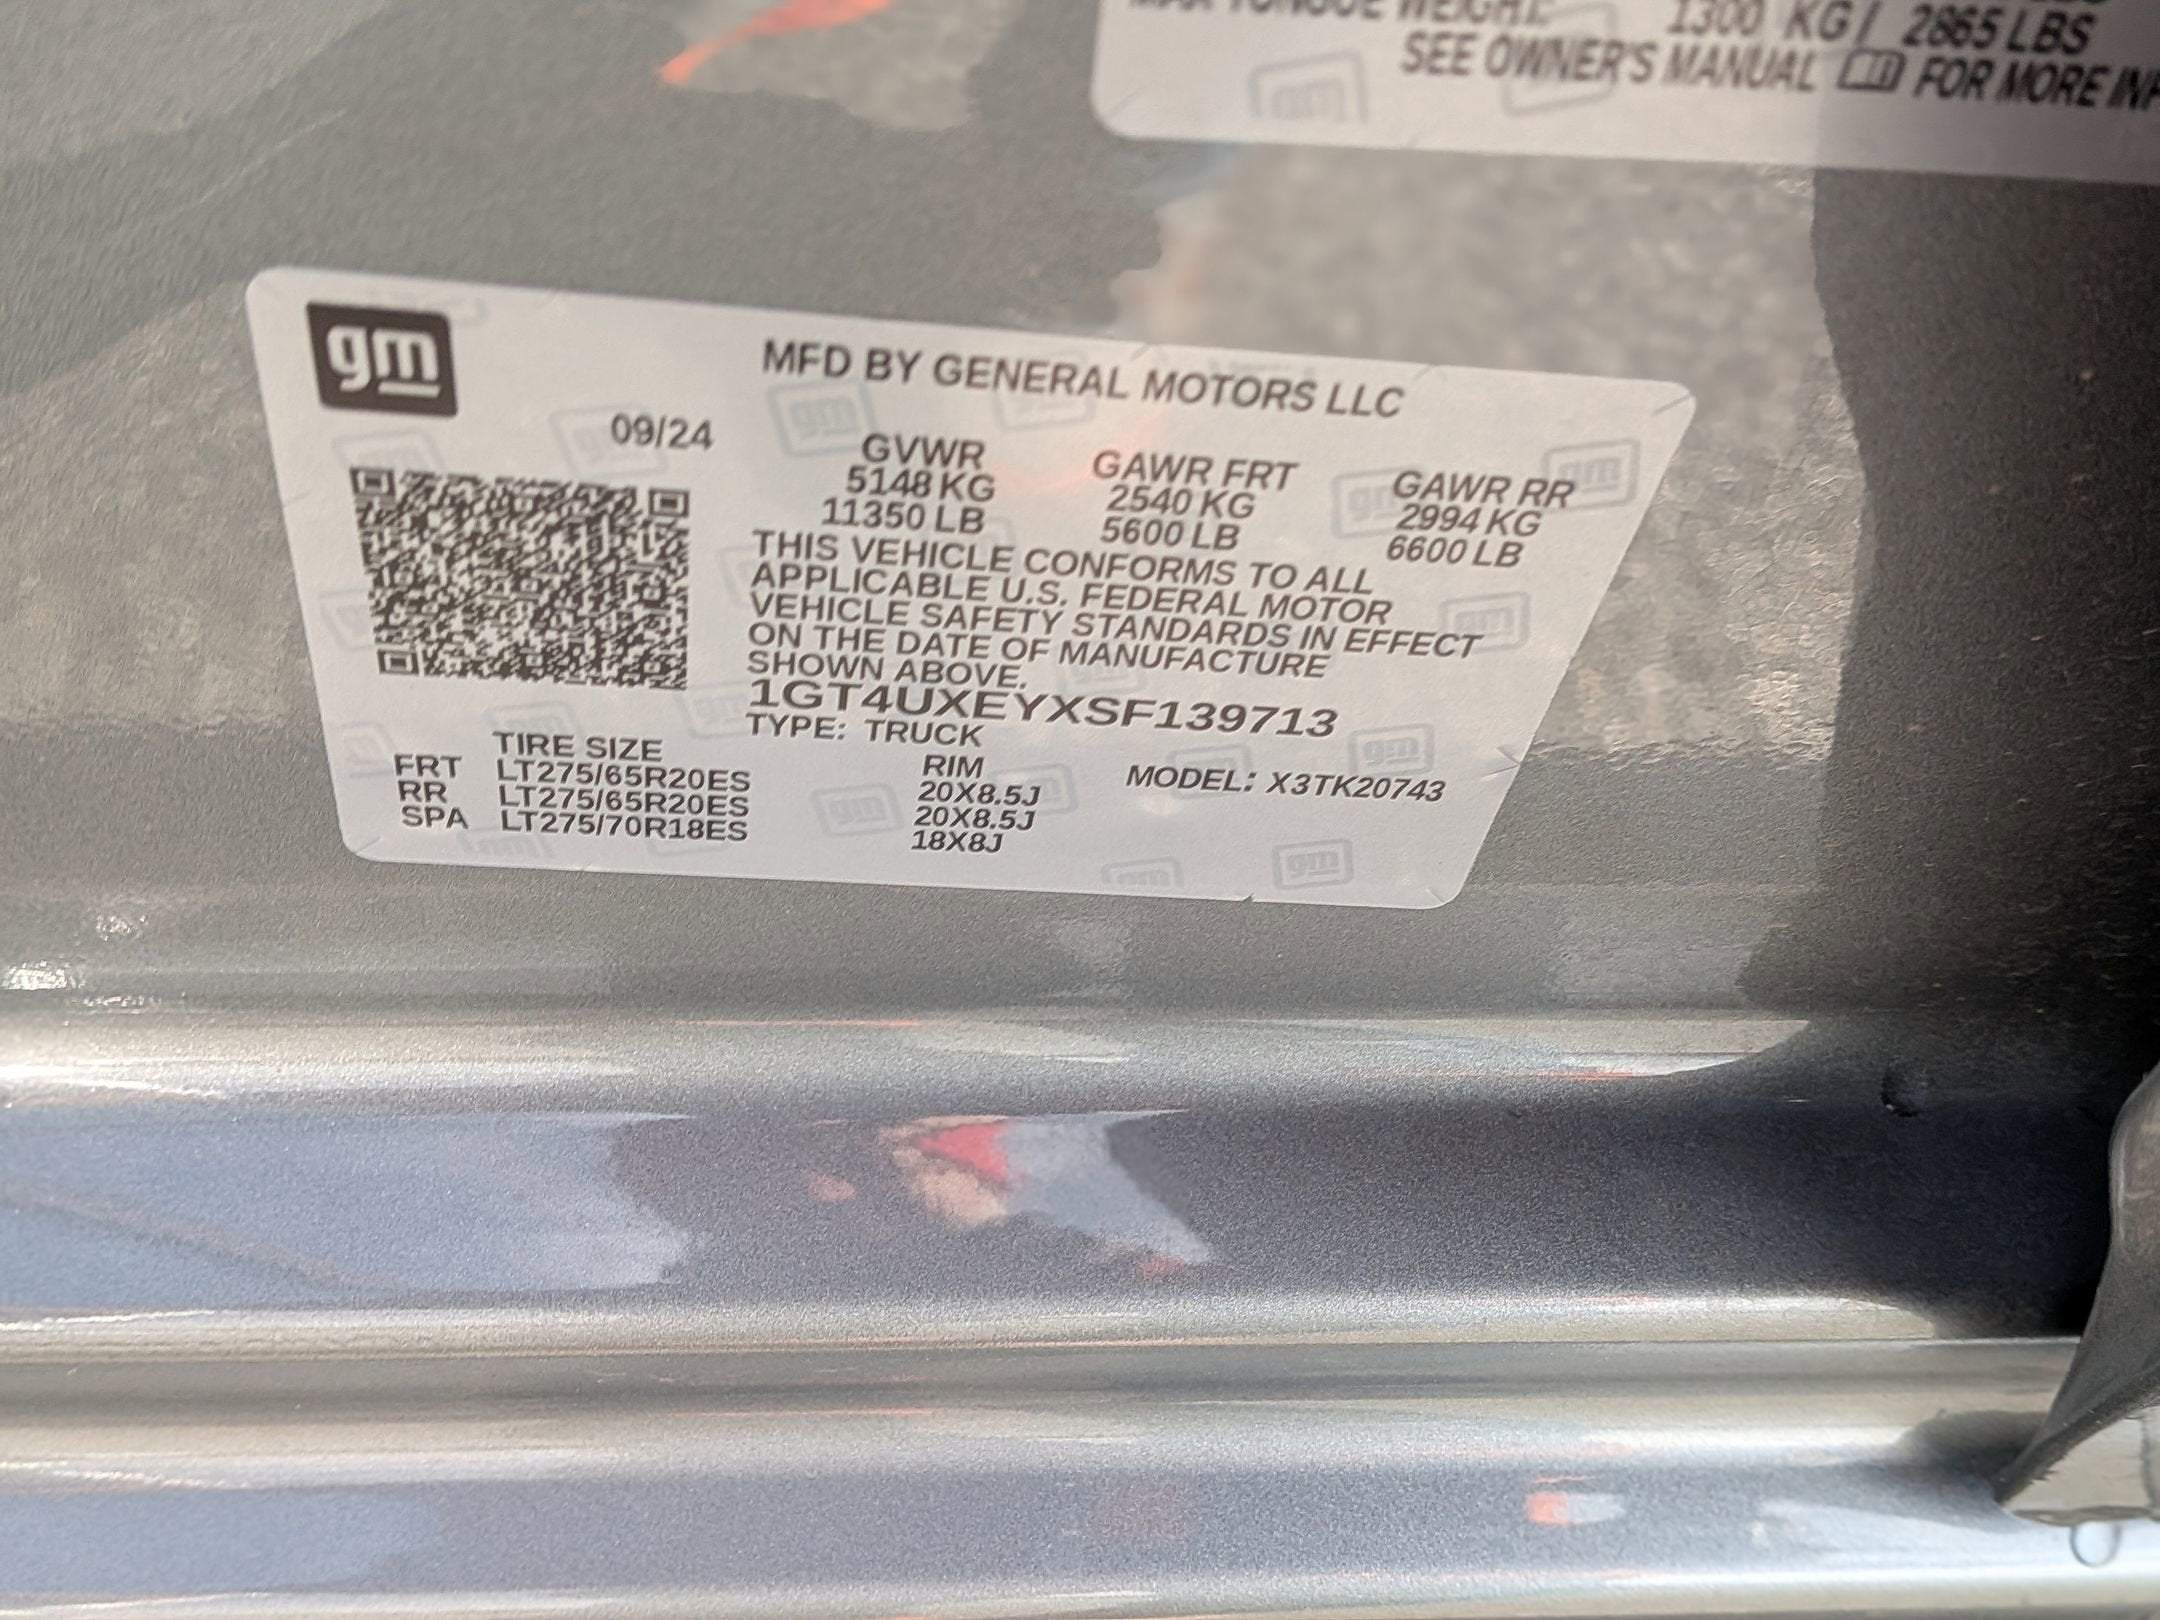 MAX TONGUE WEIGHT: 1300 KG / 2865 LBS
SEE OWNER'S MANUAL FOR MORE INF
gm
MFD BY GENERAL MOTORS LLC
09/24
GVWR GAWR FRT GAWR RR
5148 KG 2540 KG 2994 KG
11350 LB 5600 LB 6600 LB
THIS VEHICLE CONFORMS TO ALL
APPLICABLE U.S. FEDERAL MOTOR
VEHICLE SAFETY STANDARDS IN EFFECT
ON THE DATE OF MANUFACTURE
SHOWN ABOVE.
1GT4UXEYXSF139713
TYPE: TRUCK
TIRE SIZE RIM
FRT LT275/65R20ES 20X8.5J
RR LT275/65R20ES 20X8.5J
SPA LT275/70R18ES 18X8J
MODEL: X3TK20743